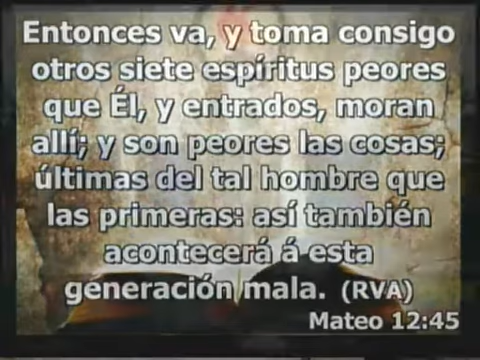 Entonces va, y toma consigo
otros siete espíritus peores
que Él, y entrados, moran
allí; y son peores las cosas;
últimas del tal hombre que
las primeras: así también
acontecerá á esta
generación mala. (RVA)
Mateo 12:45